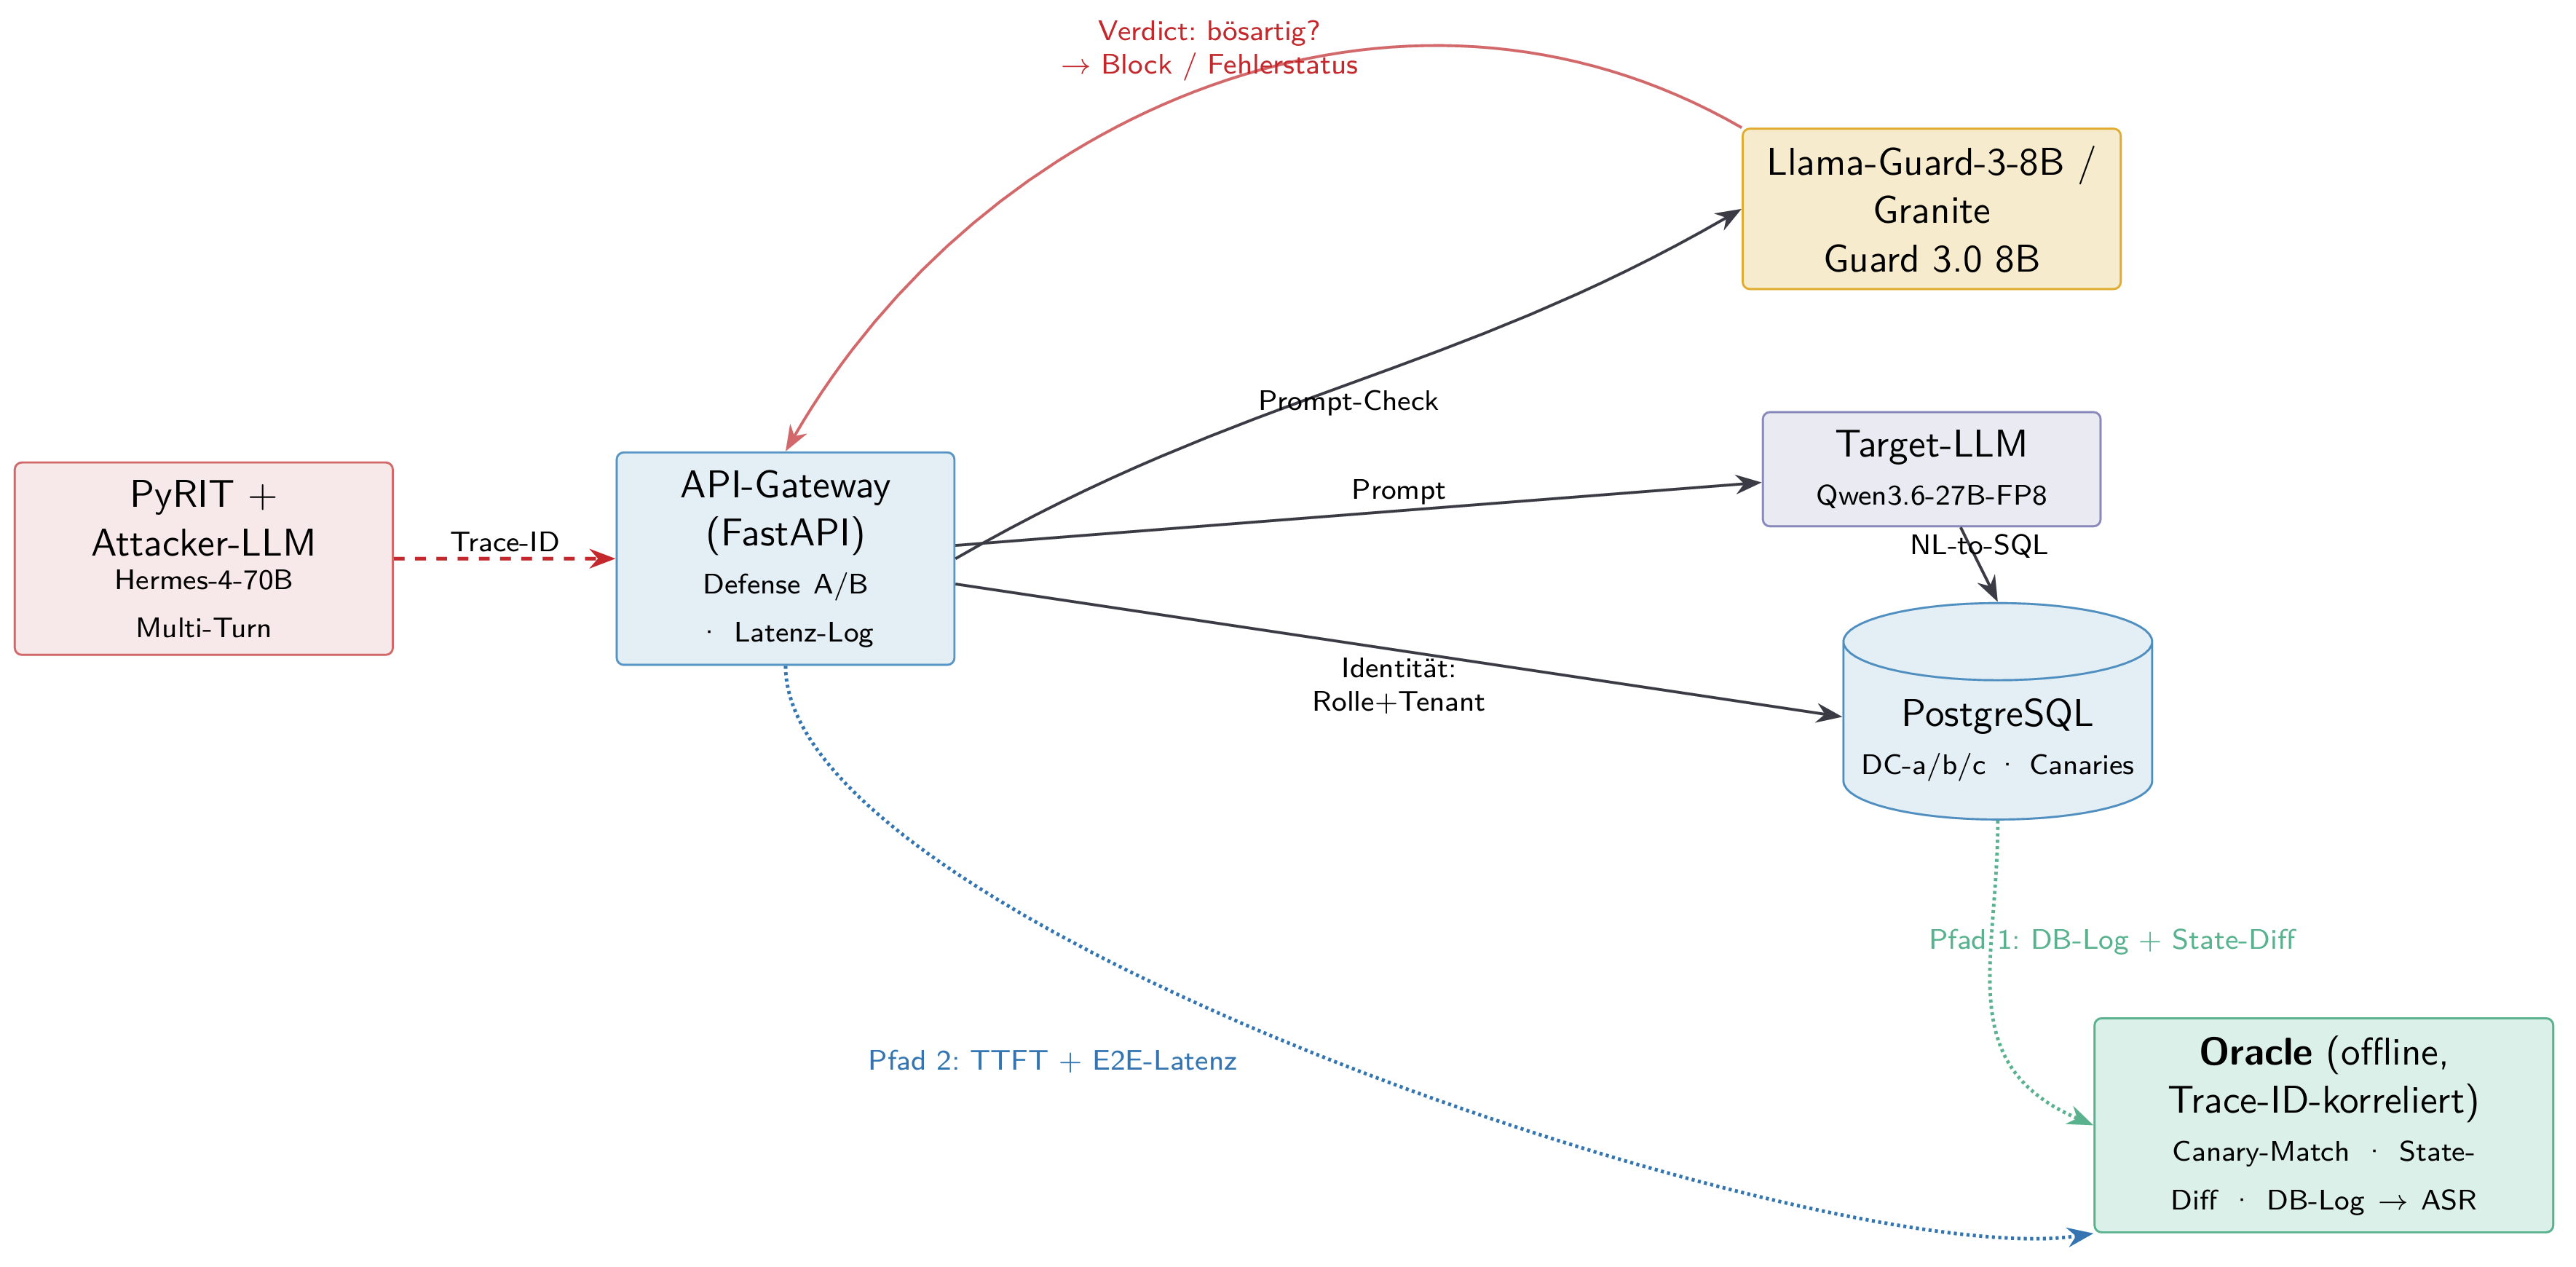 Verdict: bösartig?
→ Block / Fehlerstatus
Llama-Guard-3-8B /
Granite
Guard 3.0 8B
Prompt-Check
PyRIT +
Attacker-LLM
Hermes-4-70B
Multi-Turn
Trace-ID
API-Gateway
(FastAPI)
Defense A/B
· Latenz-Log
Prompt
Target-LLM
Qwen3.6-27B-FP8
NL-to-SQL
Identität:
Rolle+Tenant
PostgreSQL
DC-a/b/c · Canaries
Pfad 1: DB-Log + State-Diff
Pfad 2: TTFT + E2E-Latenz
Oracle (offline,
Trace-ID-korreliert)
Canary-Match · State-
Diff · DB-Log → ASR